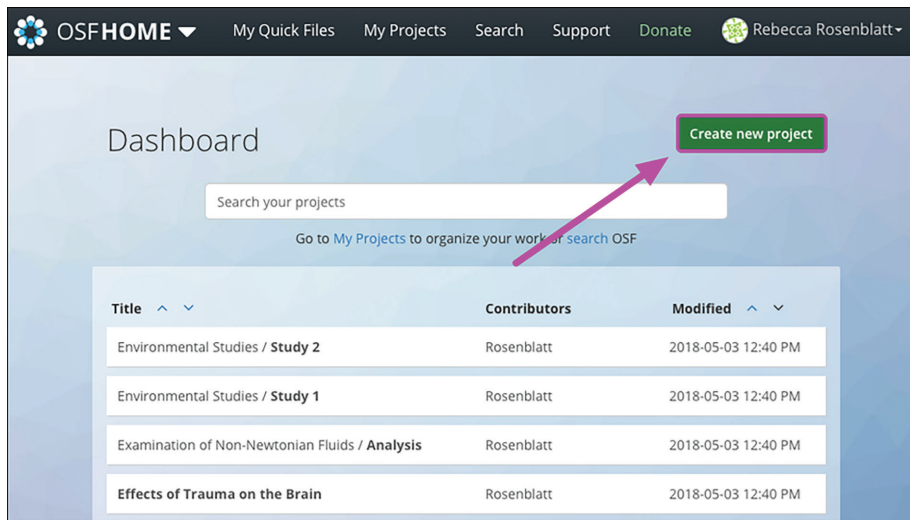 OSFHOME My Quick Files My Projects Search Support Donate Rebecca Rosenblatt
Dashboard
Create new project
Search your projects
Go to My Projects to organize your work or search OSF
Title Contributors Modified
Environmental Studies / Study 2 Rosenblatt 2018-05-03 12:40 PM
Environmental Studies / Study 1 Rosenblatt 2018-05-03 12:40 PM
Examination of Non-Newtonian Fluids / Analysis Rosenblatt 2018-05-03 12:40 PM
Effects of Trauma on the Brain Rosenblatt 2018-05-03 12:40 PM